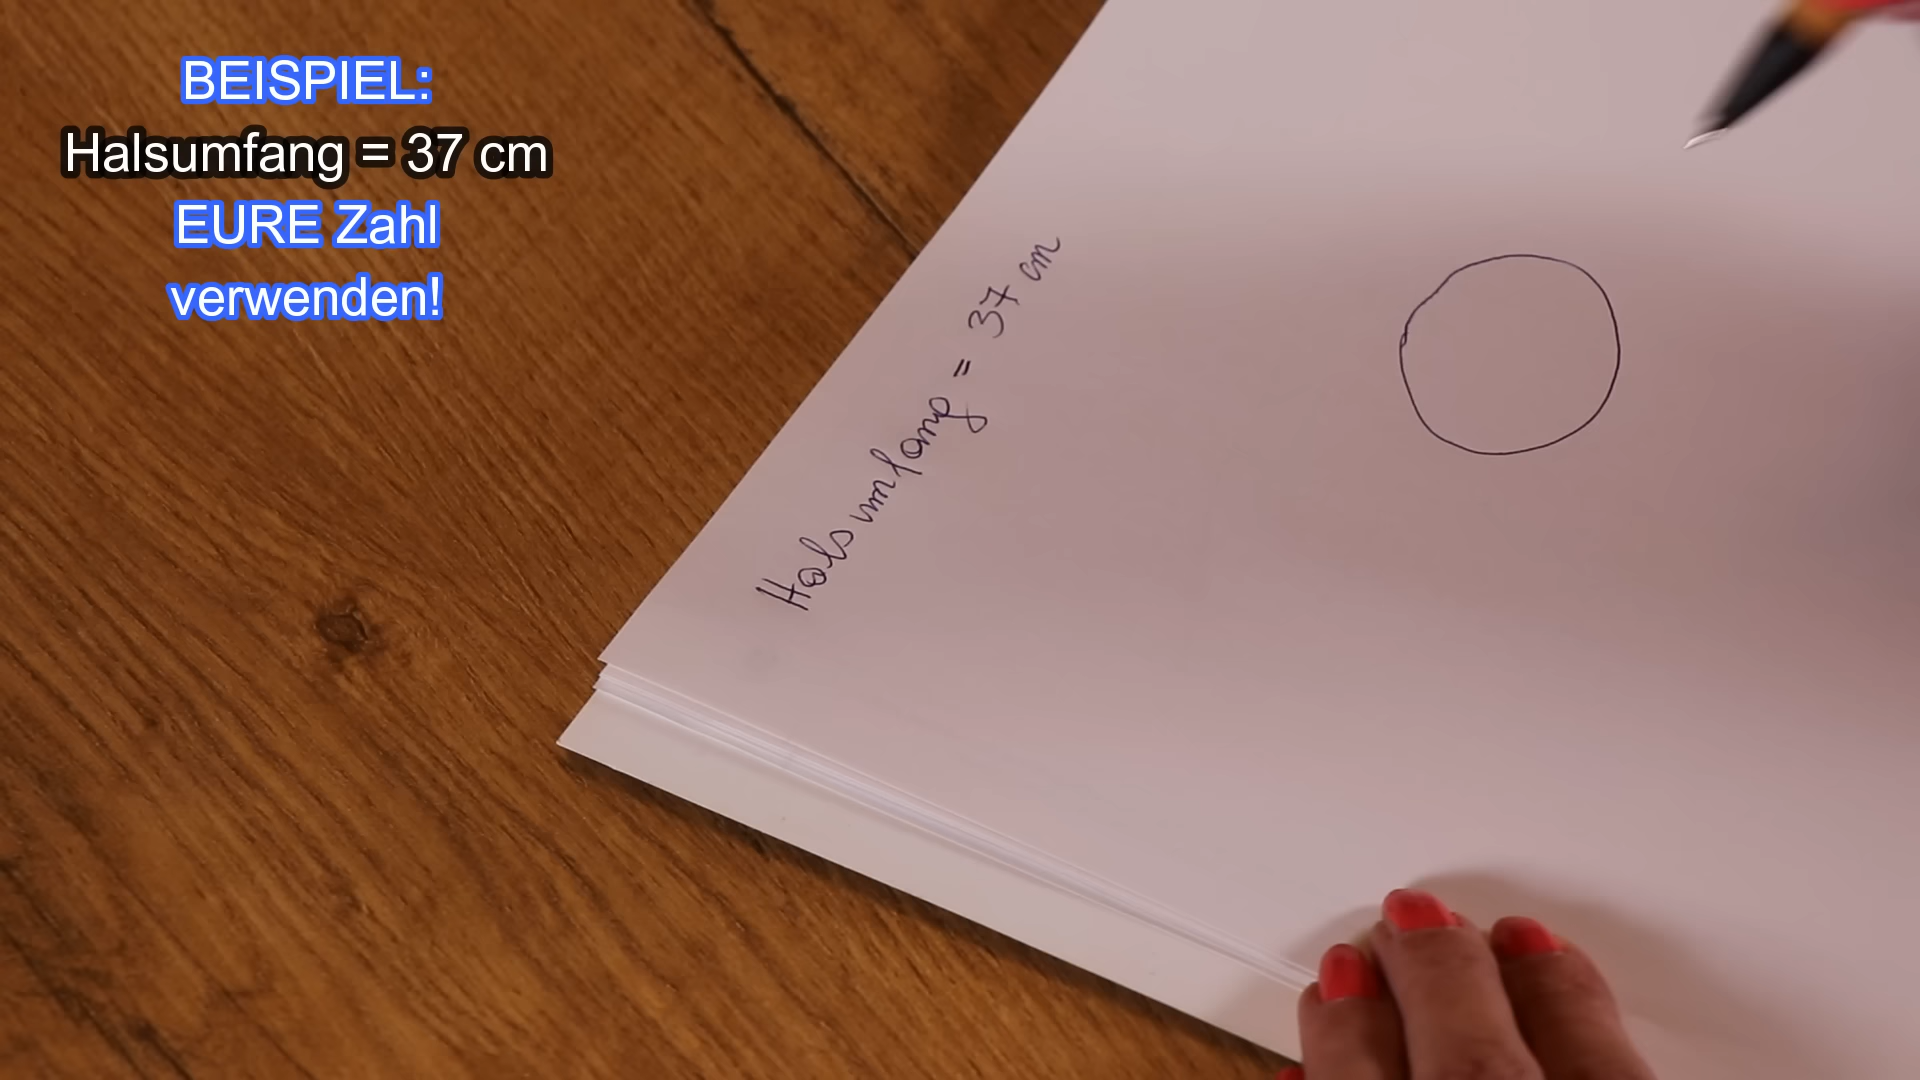 BEISPIEL:
Halsumfang = 37 cm
EURE Zahl
verwenden!
Halsumfang = 37 cm